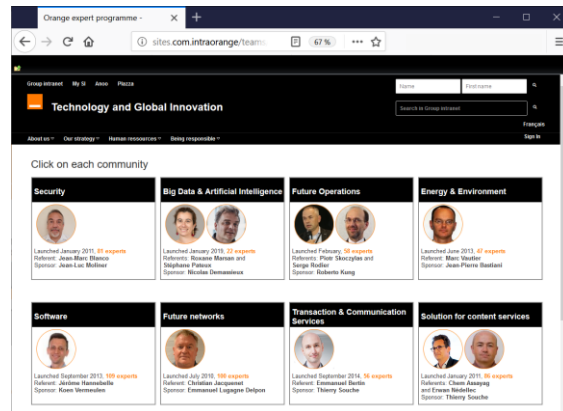 Orange expert programme -
sites.com.intraorange/teams
67 %
Group intranet My SI Anoo Plazza
Name
First name
Technology and Global Innovation
Search in Group intranet
Français
About us Our strategy Human ressources Being responsible
Sign in
Click on each community
Security
Big Data & Artificial Intelligence
Future Operations
Energy & Environment
Launched January 2011, 81 experts
Referent: Jean-Marc Blanco
Sponsor: Jean-Luc Moliner
Launched January 2019, 22 experts
Referents: Roxane Marsan and
Stéphane Pateux
Sponsor: Nicolas Demassieux
Launched February, 58 experts
Referents: Piotr Skoczylas and
Serge Rodler
Sponsor: Roberto Kung
Launched June 2013, 47 experts
Referent: Marc Vautier
Sponsor: Jean-Pierre Bastiani
Software
Future networks
Transaction & Communication
Services
Solution for content services
Launched September 2013, 109 experts
Referent: Jérôme Hannebelle
Sponsor: Koen Vermeulen
Launched July 2010, 100 experts
Referent: Christian Jacquenet
Sponsor: Emmanuel Lugagne Delpon
Launched September 2014, 56 experts
Referent: Emmanuel Bertin
Sponsor: Thierry Souche
Launched January 2011, 86 experts
Referents: Chem Assayag
and Erwan Nédellec
Sponsor: Thierry Souche